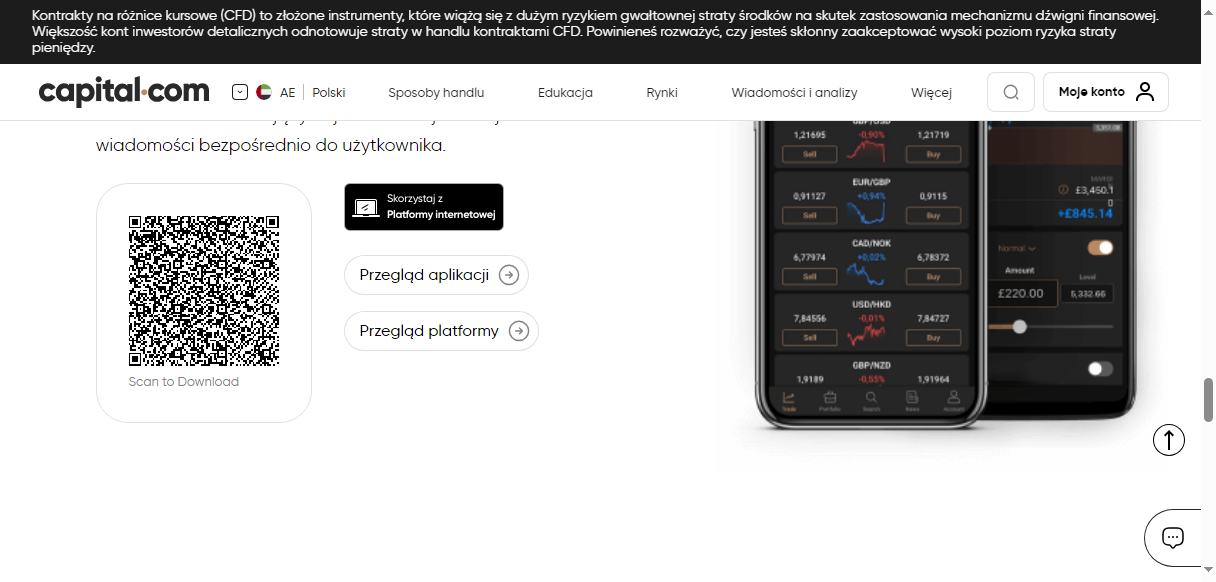 Kontrakty na różnice kursowe (CFD) to złożone instrumenty, które wiążą się z dużym ryzykiem gwałtownej straty środków na skutek zastosowania mechanizmu dźwigni finansowej.
Większość kont inwestorów detalicznych odnotowuje straty w handlu kontraktami CFD. Powinieneś rozważyć, czy jesteś skłonny zaakceptować wysoki poziom ryzyka straty
pieniędzy.
capital.com
AE
Polski
Sposoby handlu
Edukacja
Rynki
Wiadomości i analizy
Więcej
Moje konto
wiadomości bezpośrednio do użytkownika.
Skorzystaj z
Platformy internetowej
Przegląd aplikacji
Przegląd platformy
Scan to Download
GBP/USD
1,21695
-0,90%
1,21719
Sell
Buy
EUR/GBP
0,91127
+0,94%
0,9115
Sell
Buy
CAD/NOK
6,77974
+0,02%
6,78372
Sell
Buy
USD/HKD
7,84556
-0,01%
7,84727
Sell
Buy
GBP/NZD
1,9189
-0,55%
1,91964
Trade
Portfolio
Search
News
Account
£3,450.1
0
+£845.14
Normal
Amount
Level
£220.00
5,332.66